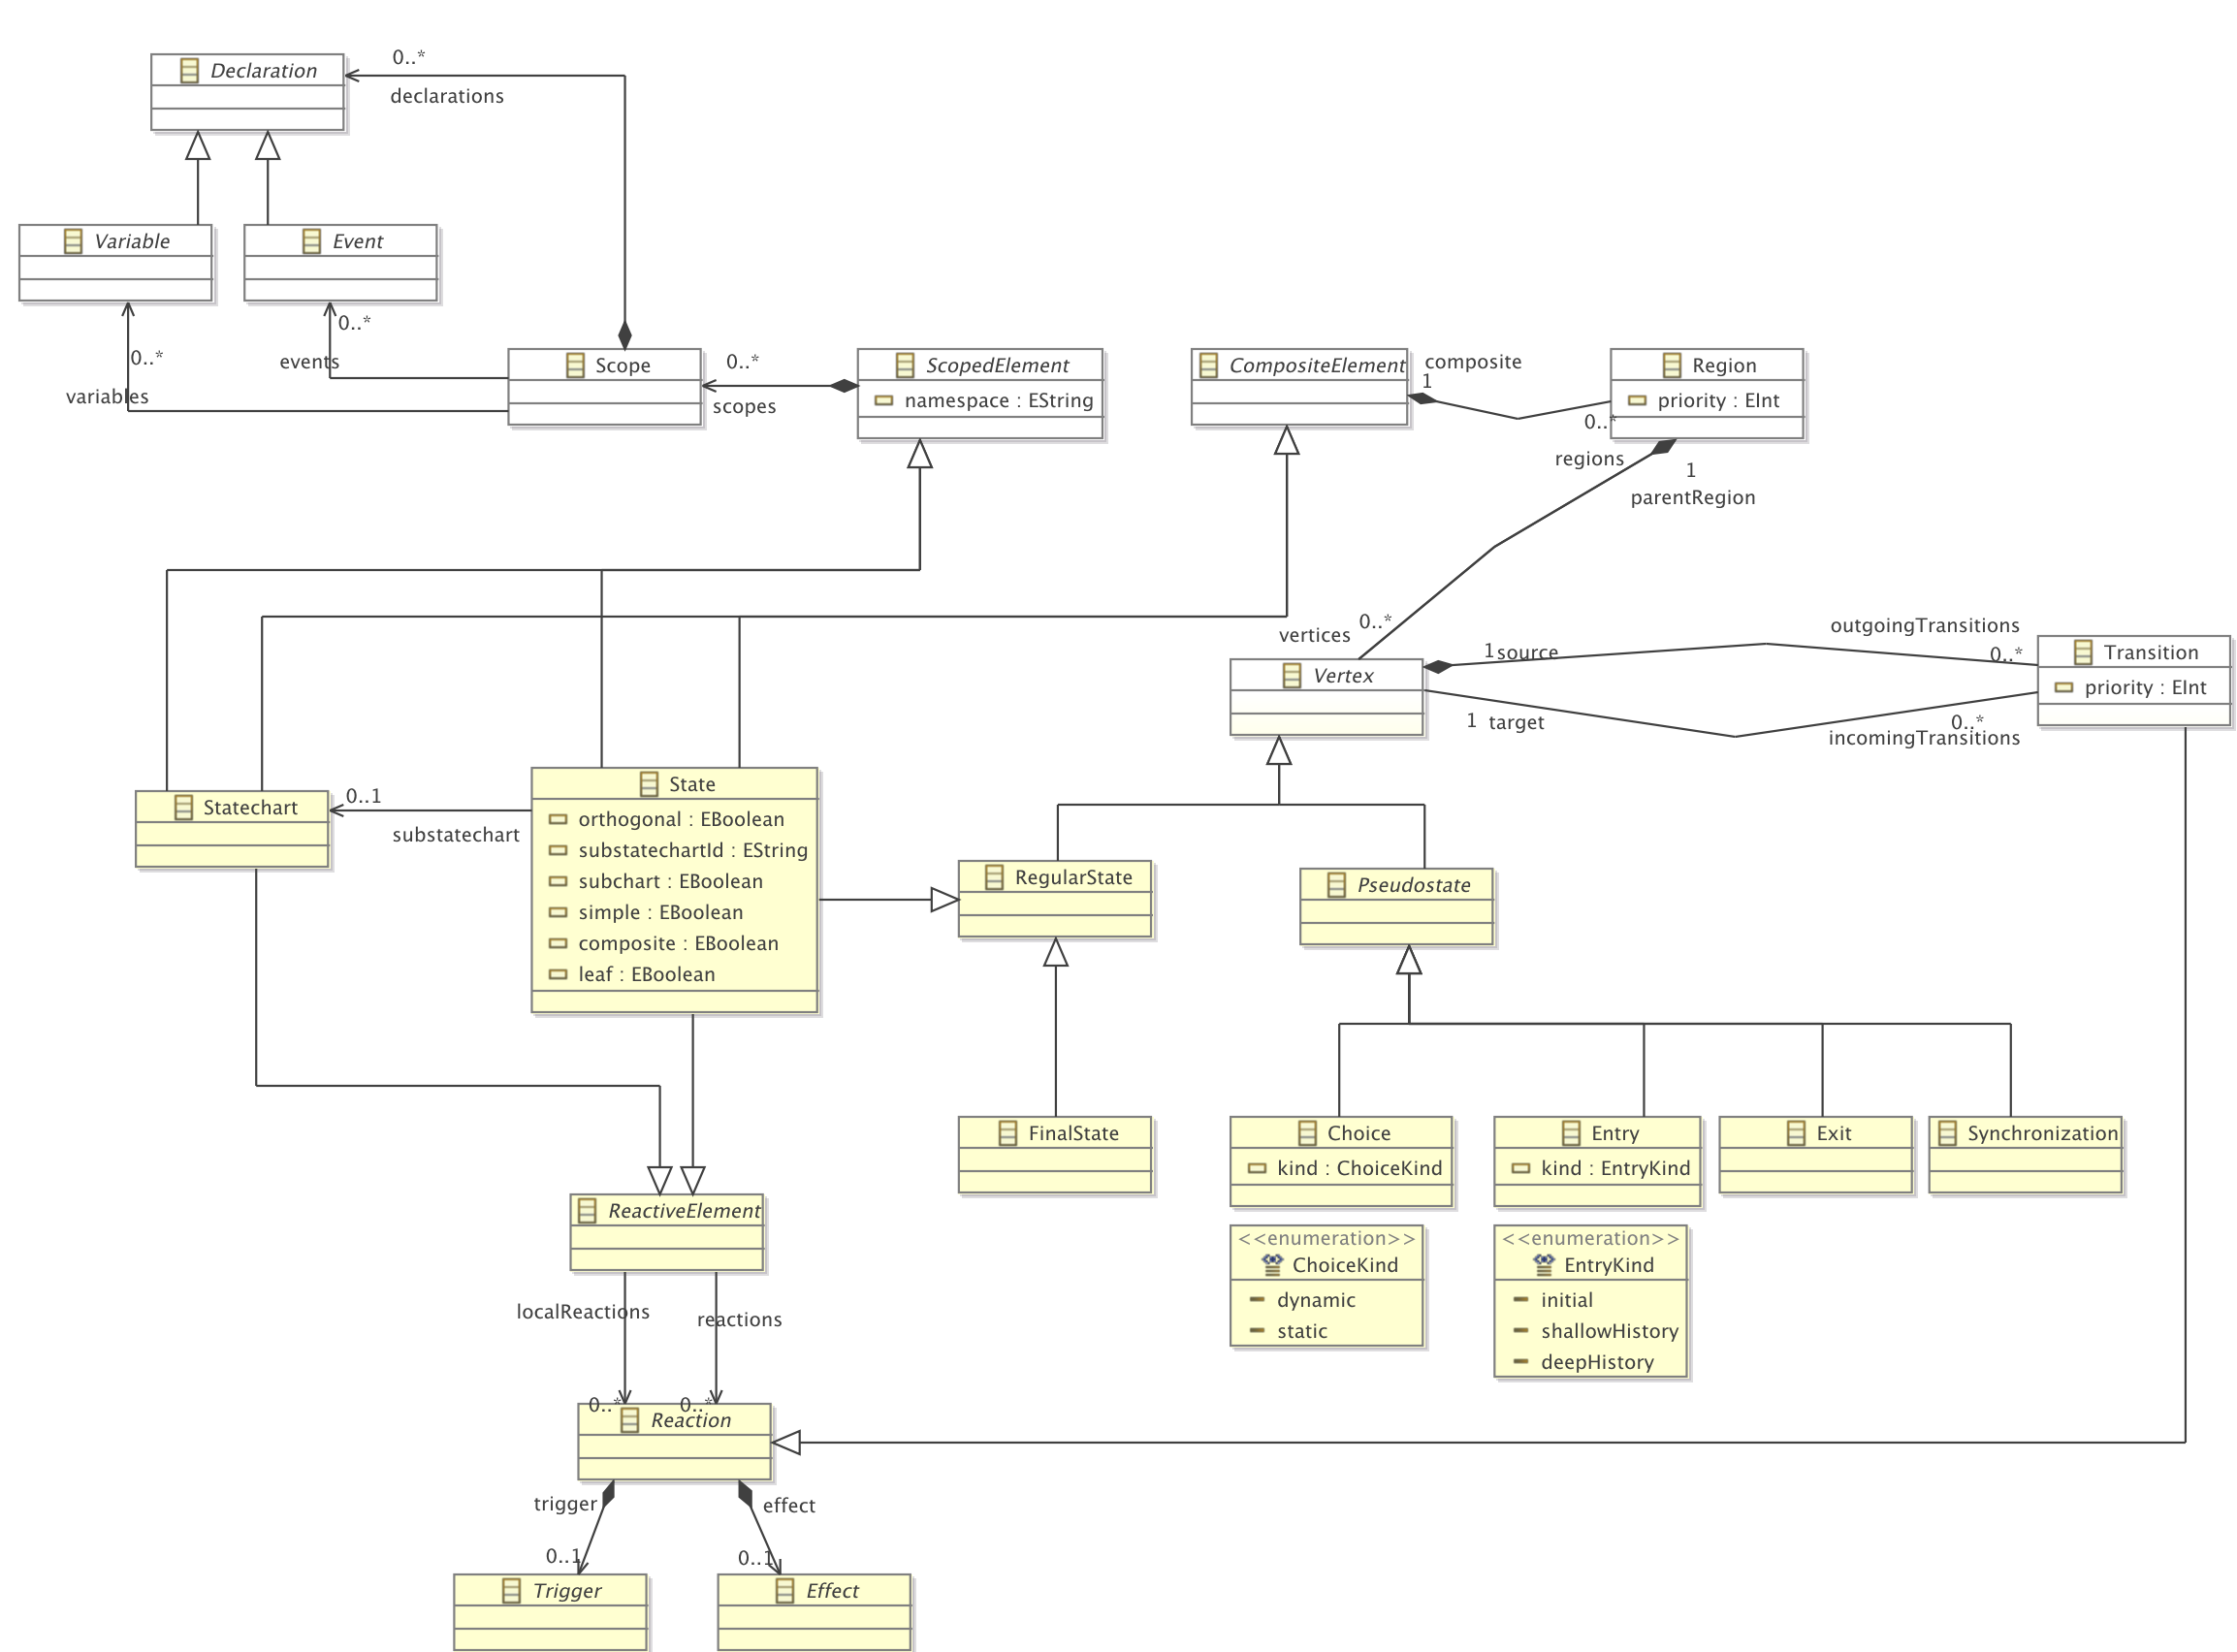 0..*
Declaration
declarations
Variable
Event
0..*
events
0..*
variables
Scope
0..*
scopes
ScopedElement
namespace : EString
CompositeElement
composite
1
0..*
regions
Region
priority : EInt
1
parentRegion
0..*
vertices
Vertex
1
source
outgoingTransitions
0..*
1
target
0..*
incomingTransitions
Transition
priority : EInt
Statechart
0..1
substatechart
State
orthogonal : EBoolean
substatechartId : EString
subchart : EBoolean
simple : EBoolean
composite : EBoolean
leaf : EBoolean
RegularState
Pseudostate
FinalState
Choice
kind : ChoiceKind
Entry
kind : EntryKind
Exit
Synchronization
<<enumeration>>
ChoiceKind
dynamic
static
<<enumeration>>
EntryKind
initial
shallowHistory
deepHistory
ReactiveElement
localReactions
reactions
0..*
0..*
Reaction
trigger
effect
0..1
0..1
Trigger
Effect